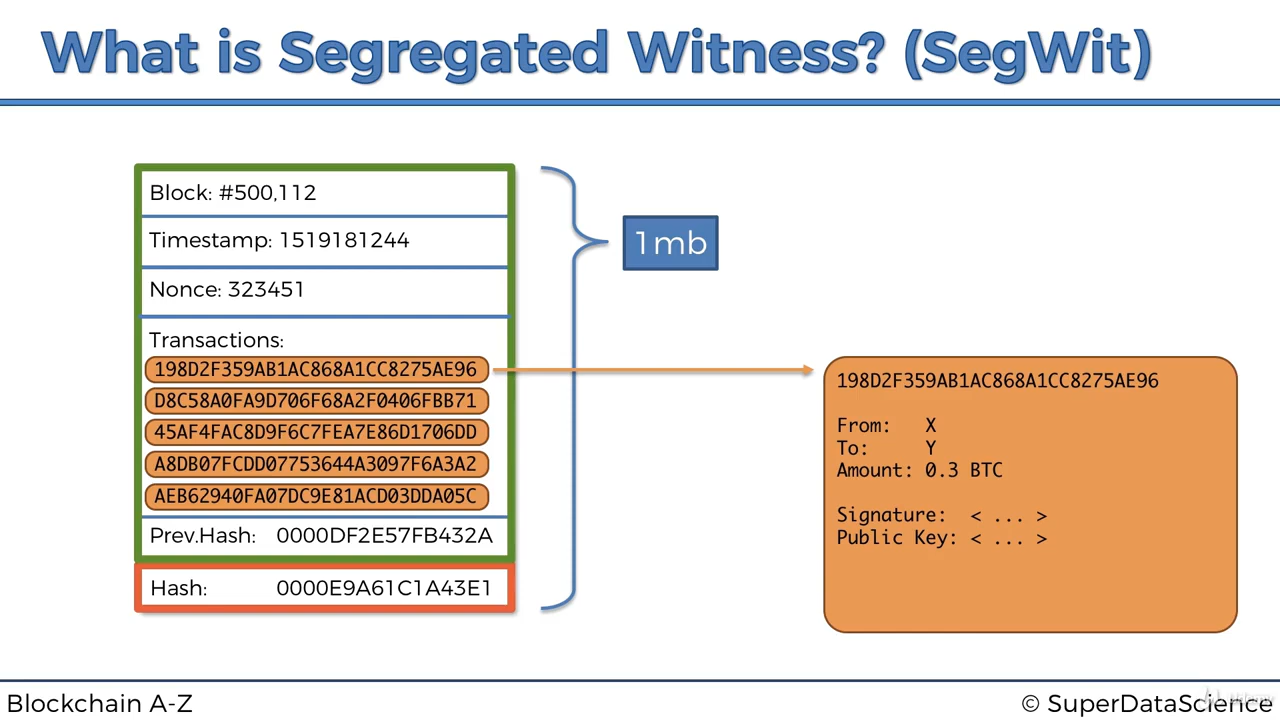 What is Segregated Witness? (SegWit)
Block: #500,112
Timestamp: 1519181244
Nonce: 323451
Transactions:
198D2F359AB1AC868A1CC8275AE96
D8C58A0FA9D706F68A2F0406FBB71
45AF4FAC8D9F6C7FEA7E86D1706DD
A8DB07FCDD07753644A3097F6A3A2
AEB62940FA07DC9E81ACD03DDA05C
Prev.Hash: 0000DF2E57FB432A
Hash: 0000E9A61C1A43E1
1mb
198D2F359AB1AC868A1CC8275AE96
From: X
To: Y
Amount: 0.3 BTC
Signature: < ... >
Public Key: < ... >
Blockchain A-Z
© SuperDataScience